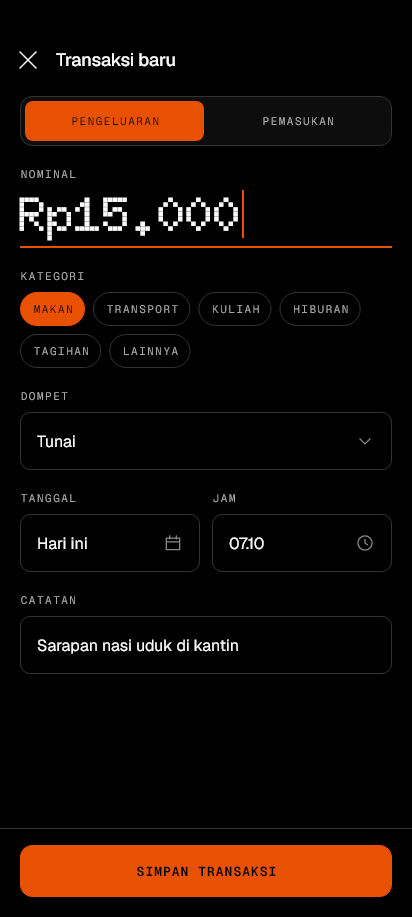 Transaksi baru
PENGELUARAN PEMASUKAN
NOMINAL
Rp15,000
KATEGORI
MAKAN TRANSPORT KULIAH HIBURAN
TAGIHAN LAINNYA
DOMPET
Tunai
TANGGAL JAM
Hari ini 07.10
CATATAN
Sarapan nasi uduk di kantin
SIMPAN TRANSAKSI